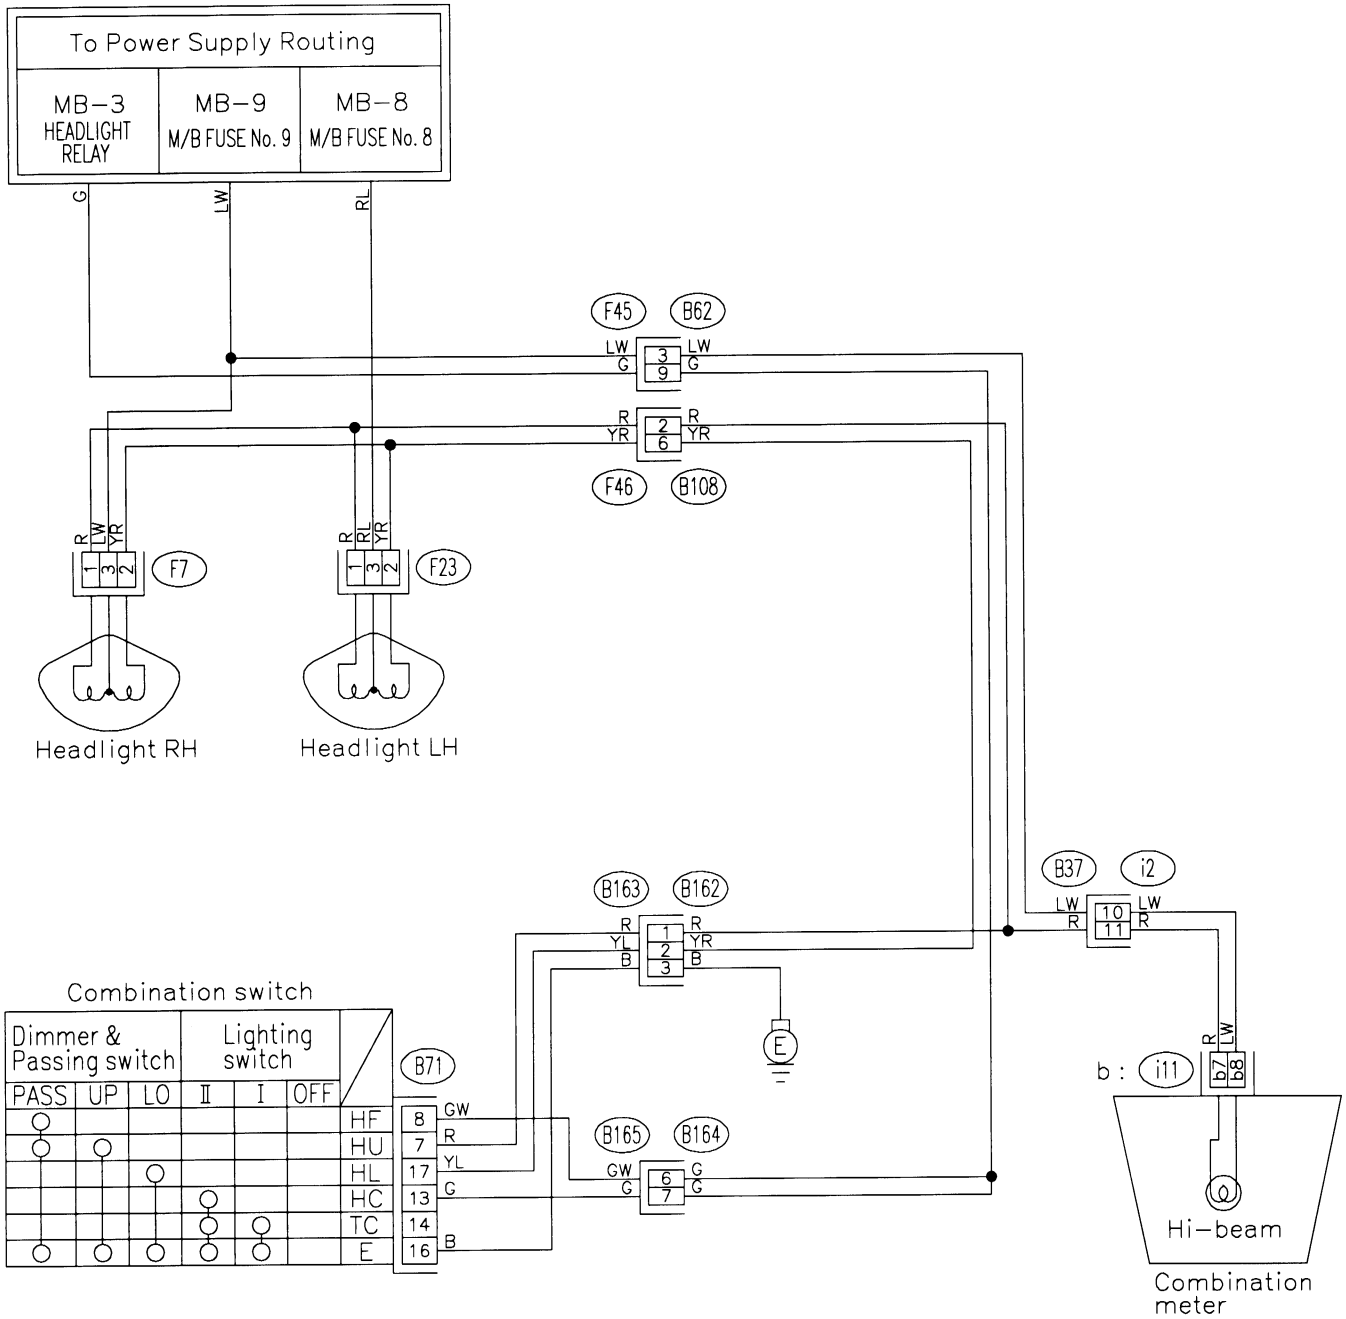 To Power Supply Routing
MB-3
HEADLIGHT
RELAY
MB-9
M/B FUSE No. 9
MB-8
M/B FUSE No. 8
G
LW
RL
F45
B62
LW 3 LW
G 9 G
R 2 R
YR 6 YR
F46
B108
R
LW
YR
1
3
2
F7
R
RL
YR
1
3
2
F23
Headlight RH
Headlight LH
B37
i2
LW 10 LW
R 11 R
B163
B162
R 1 R
YL 2 YR
B 3 B
E
R
LW
b :
i11
b7
b8
Hi-beam
Combination
meter
Combination switch
Dimmer &
Passing switch
Lighting
switch
PASS UP LO II I OFF
B71
HF 8 GW
HU 7 R
HL 17 YL
HC 13 G
TC 14
E 16 B
B165
B164
GW 6 G
G 7 G